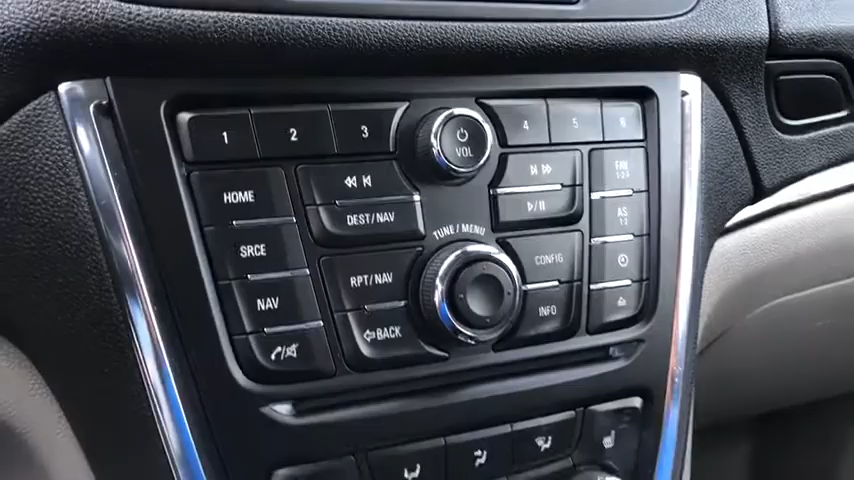 1 2 3 4 5 6
VOL
HOME
DEST/NAV
SRCE
TUNE / MENU
FAV
1-2-3
AS
1-2
RPT/NAV
CONFIG
NAV
INFO
BACK